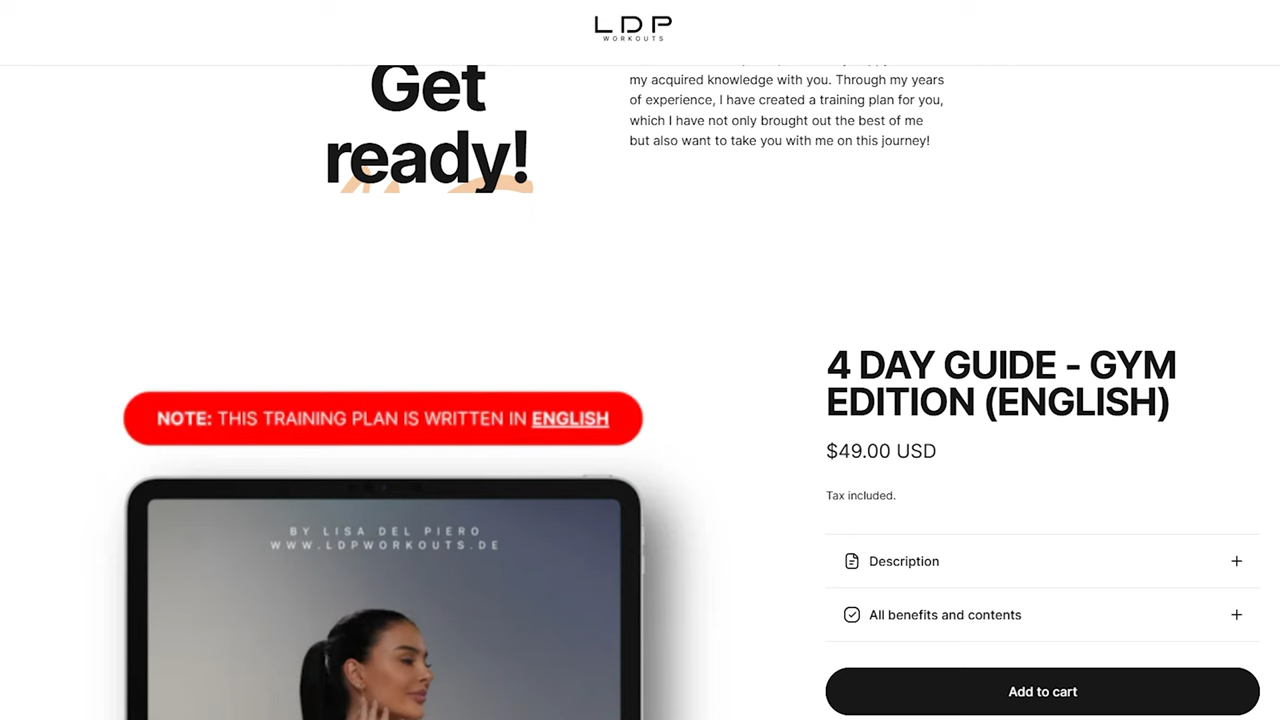 LDP
WORKOUTS
Get
ready!
my acquired knowledge with you. Through my years
of experience, I have created a training plan for you,
which I have not only brought out the best of me
but also want to take you with me on this journey!
NOTE: THIS TRAINING PLAN IS WRITTEN IN ENGLISH
BY LISA DEL PIERO
WWW.LDPWORKOUTS.DE
4 DAY GUIDE - GYM
EDITION (ENGLISH)
$49.00 USD
Tax included.
Description
All benefits and contents
Add to cart